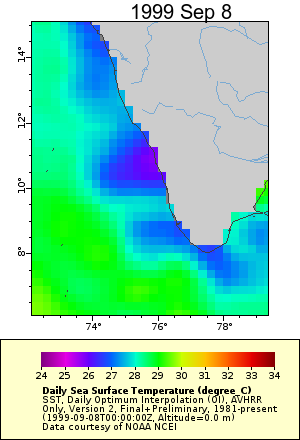 1999 Sep 8
14°
12°
10°
8°
74° 76° 78°
24 25 26 27 28 29 30 31 32 33 34
Daily Sea Surface Temperature (degree_C)
SST, Daily Optimum Interpolation (OI), AVHRR
Only, Version 2, Final+Preliminary, 1981-present
(1999-09-08T00:00:00Z, Altitude=0.0 m)
Data courtesy of NOAA NCEI